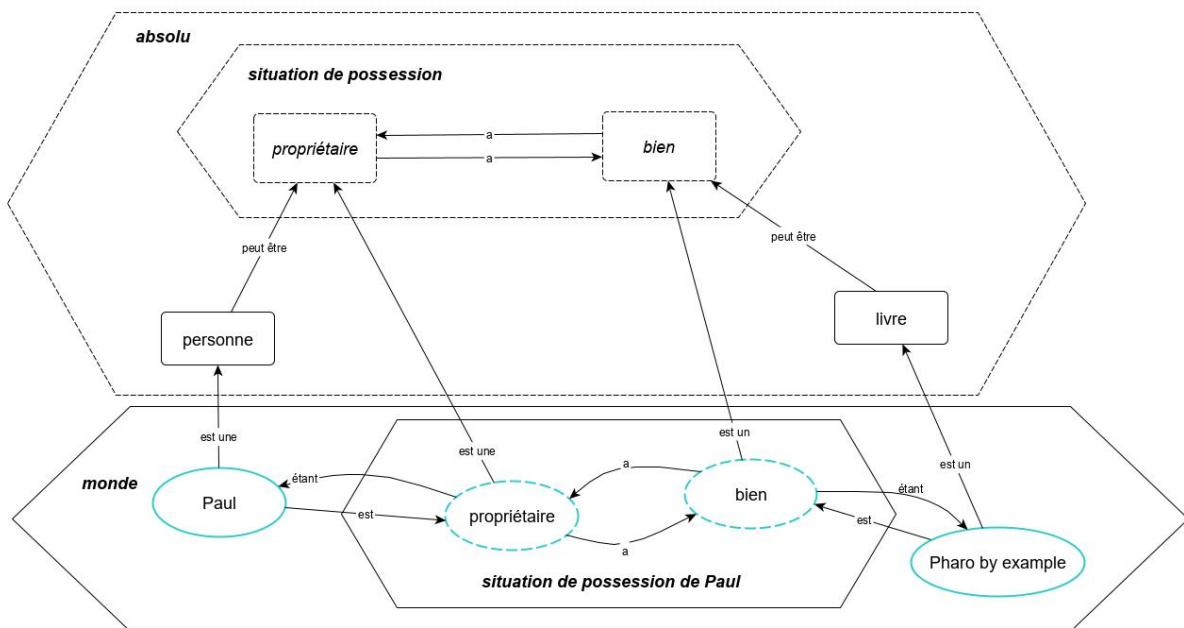 absolu
situation de possession
propriétaire
a
a
bien
peut être
peut être
personne
livre
est une
est une
est un
est un
monde
Paul
étant
est
propriétaire
a
a
bien
étant
est
Pharo by example
situation de possession de Paul